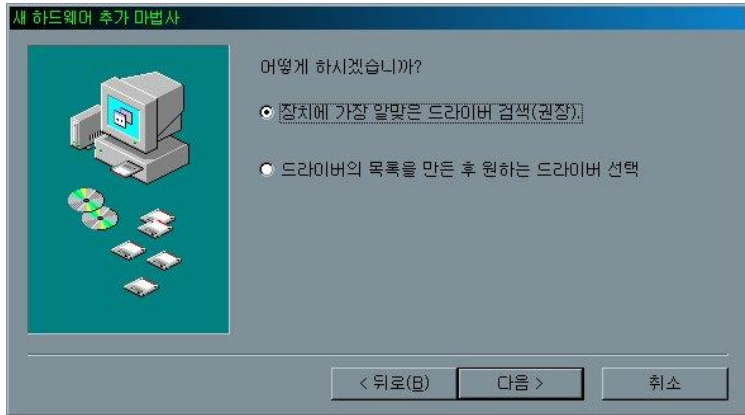 새 하드웨어 추가 마법사
어떻게 하시겠습니까?
장치에 가장 알맞은 드라이버 검색(권장).
드라이버의 목록을 만든 후 원하는 드라이버 선택
< 뒤로(B)
다음 >
취소